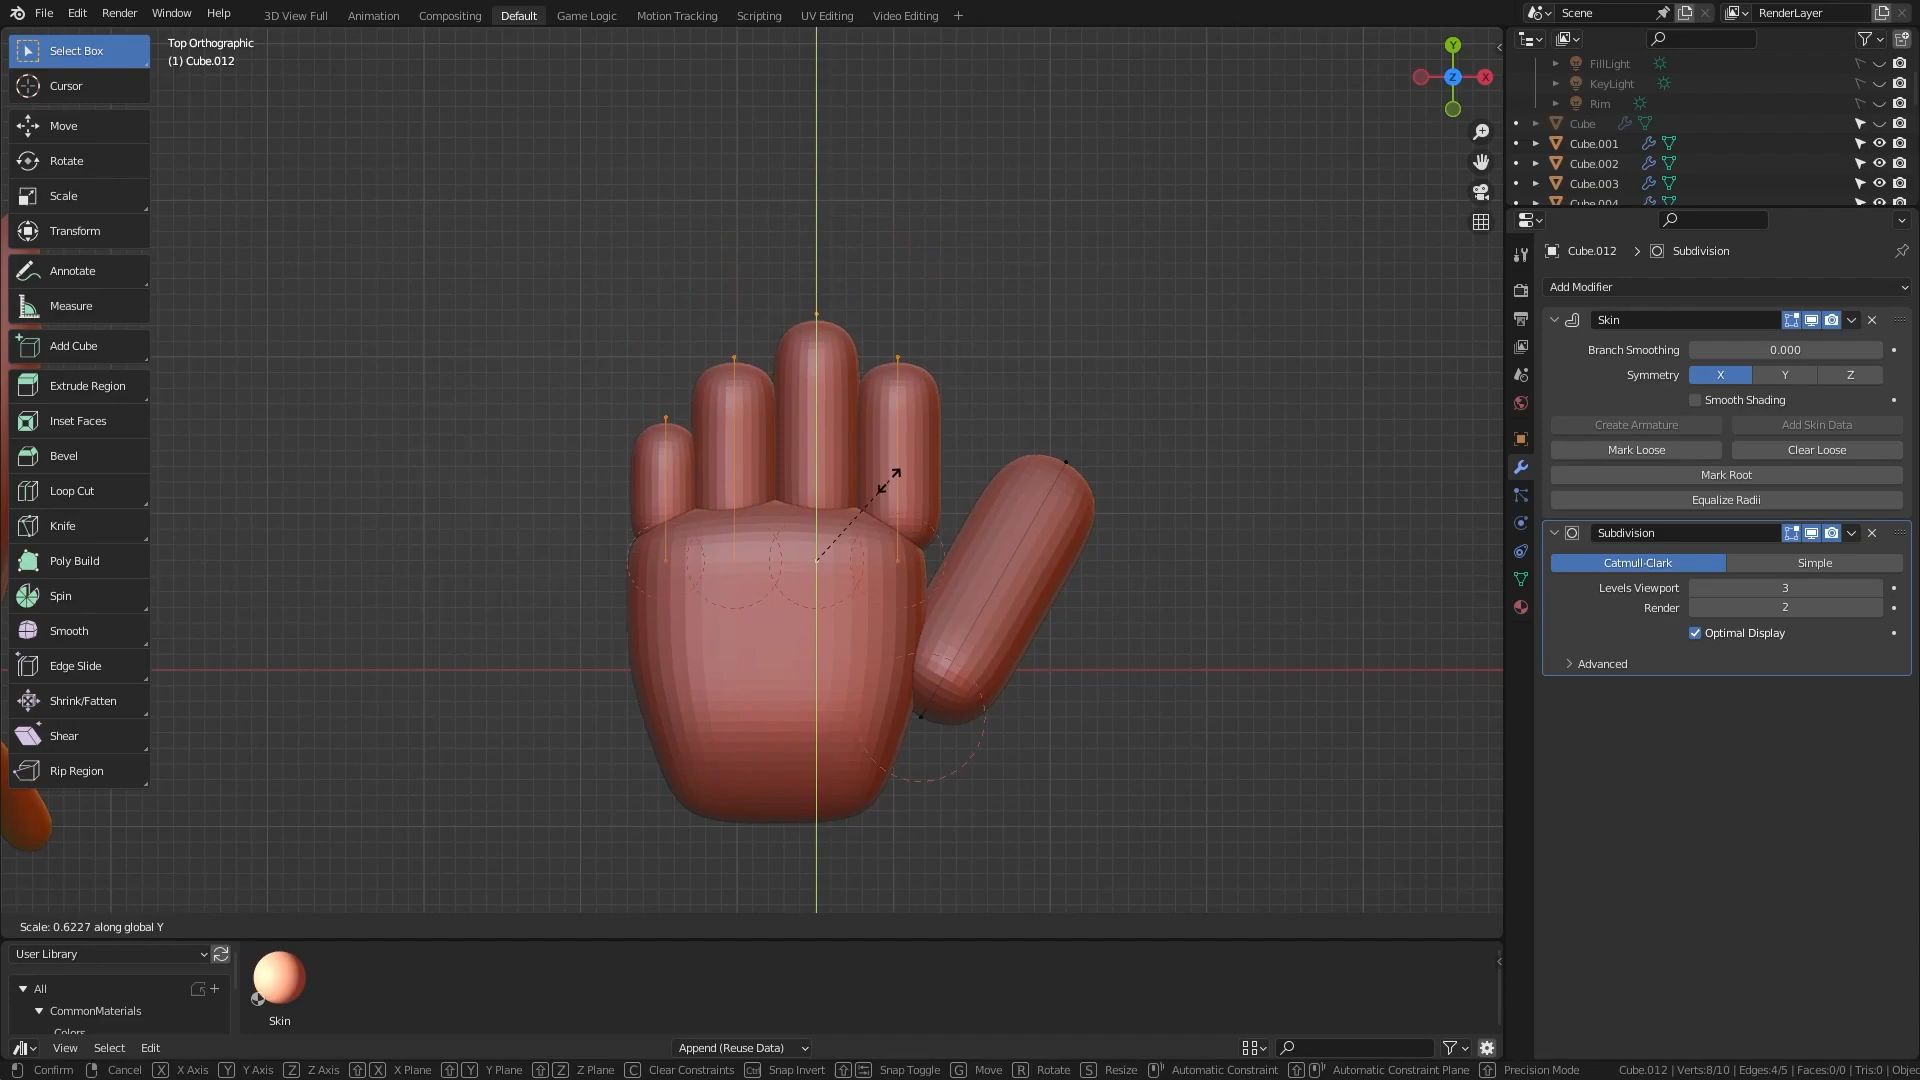 File Edit Render Window Help
3D View Full Animation Compositing Default Game Logic Motion Tracking Scripting UV Editing Video Editing +
Scene
RenderLayer
Select Box
Cursor
Move
Rotate
Scale
Transform
Annotate
Measure
Add Cube
Extrude Region
Inset Faces
Bevel
Loop Cut
Knife
Poly Build
Spin
Smooth
Edge Slide
Shrink/Fatten
Shear
Rip Region
Top Orthographic
(1) Cube.012
Y
Z
X
FillLight
KeyLight
Rim
Cube
Cube.001
Cube.002
Cube.003
Cube.004
Cube.012 > Subdivision
Add Modifier
Skin
Branch Smoothing 0.000
Symmetry X Y Z
Smooth Shading
Create Armature Add Skin Data
Mark Loose Clear Loose
Mark Root
Equalize Radii
Subdivision
Catmull-Clark Simple
Levels Viewport 3
Render 2
Optimal Display
Advanced
Scale: 0.6227 along global Y
User Library
All
CommonMaterials
Colors
Skin
View Select Edit
Append (Reuse Data)
Confirm Cancel X X Axis Y Y Axis Z Z Axis X X Plane Y Y Plane Z Z Plane C Clear Constraints Ctrl Snap Invert Snap Toggle G Move R Rotate S Resize Automatic Constraint Automatic Constraint Plane Precision Mode
Cube.012 | Verts:8/10 | Edges:4/5 | Faces:0/0 | Tris:0 | Objec